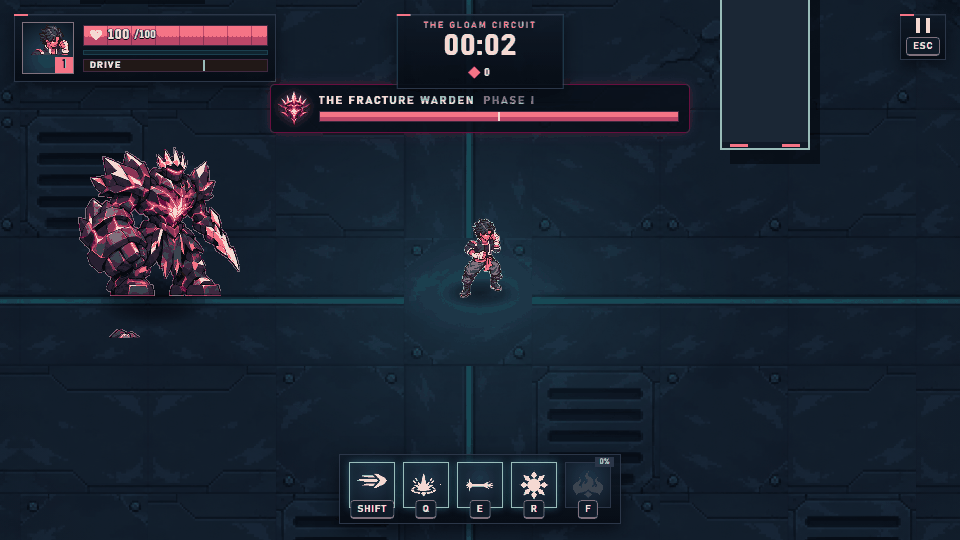 100 /100
1
DRIVE
THE GLOAM CIRCUIT
00:02
0
ESC
THE FRACTURE WARDEN PHASE I
0%
SHIFT
Q
E
R
F